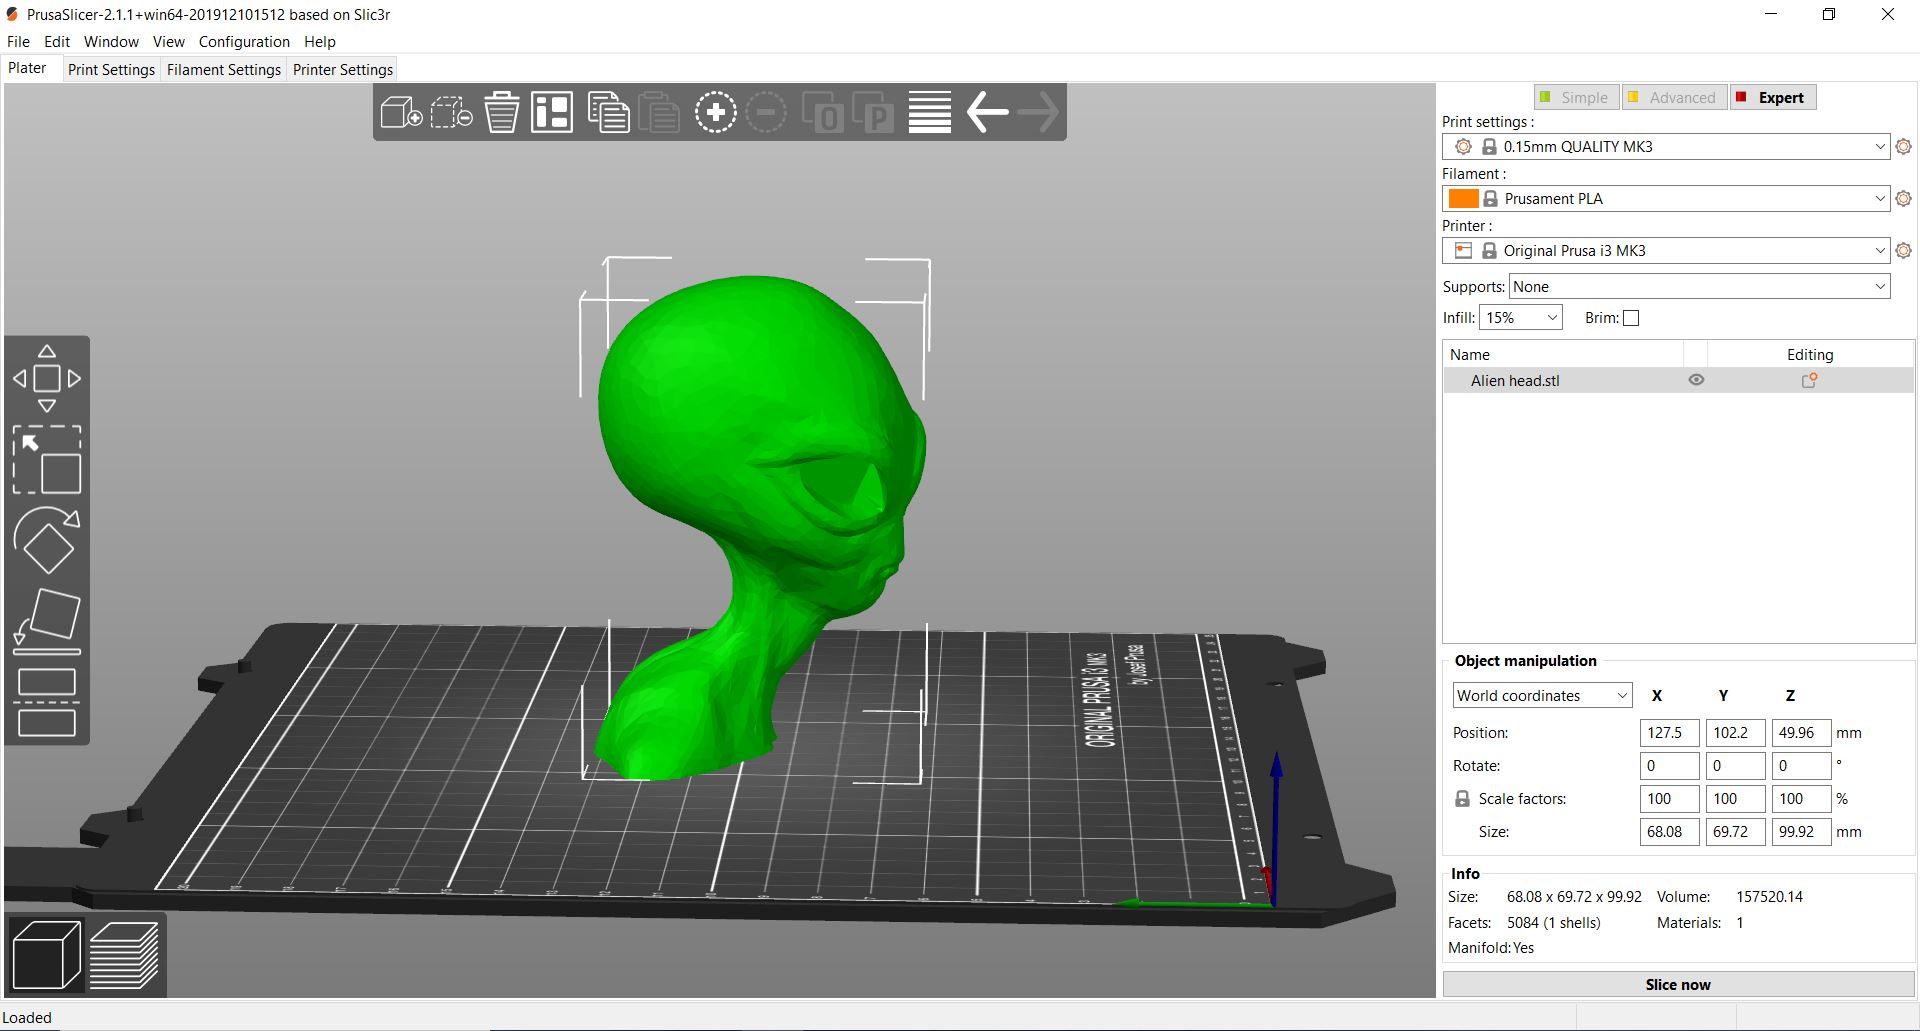 PrusaSlicer-2.1.1+win64-201912101512 based on Slic3r
File Edit Window View Configuration Help
Plater Print Settings Filament Settings Printer Settings
Simple Advanced Expert
Print settings :
0.15mm QUALITY MK3
Filament :
Prusament PLA
Printer :
Original Prusa i3 MK3
Supports: None
Infill: 15% Brim:
Name Editing
Alien head.stl
ORIGINAL PRUSA i3 MK3
by Josef Prusa
Object manipulation
World coordinates X Y Z
Position: 127.5 102.2 49.96 mm
Rotate: 0 0 0 °
Scale factors: 100 100 100 %
Size: 68.08 69.72 99.92 mm
Info
Size: 68.08 x 69.72 x 99.92 Volume: 157520.14
Facets: 5084 (1 shells) Materials: 1
Manifold: Yes
Slice now
Loaded